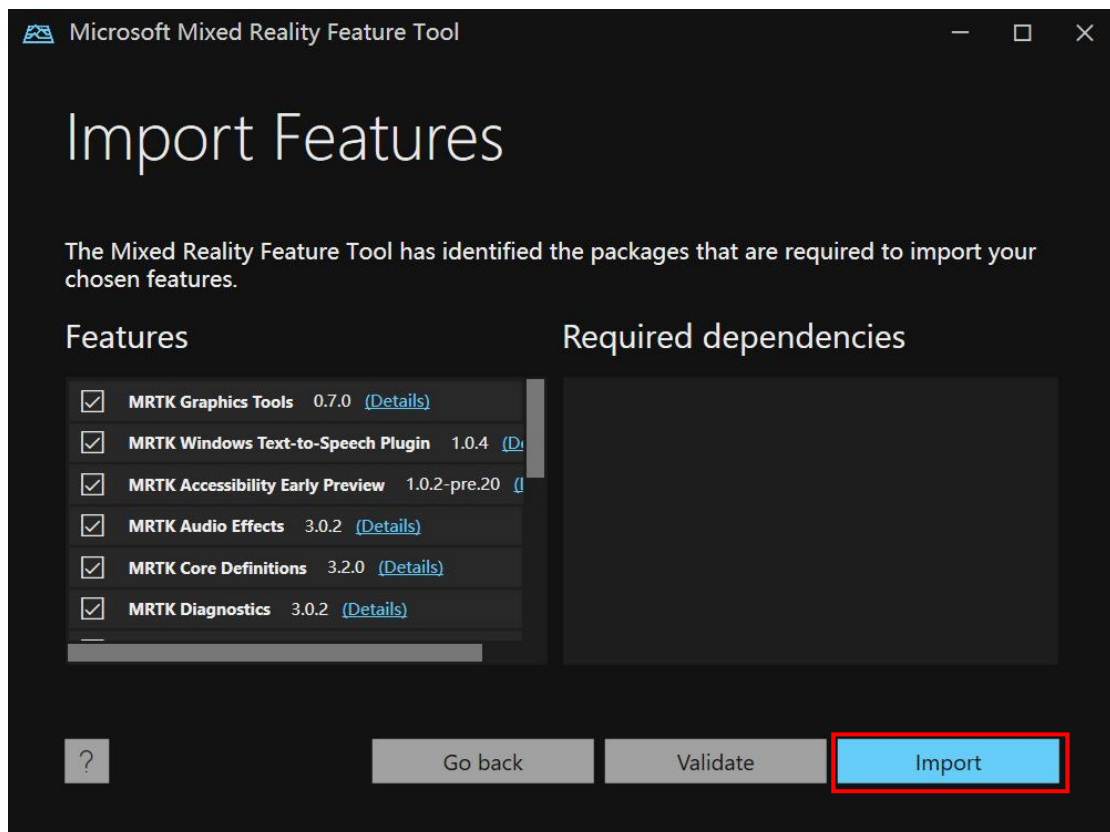 Microsoft Mixed Reality Feature Tool
Import Features
The Mixed Reality Feature Tool has identified the packages that are required to import your
chosen features.
Features
Required dependencies
MRTK Graphics Tools 0.7.0 (Details)
MRTK Windows Text-to-Speech Plugin 1.0.4
MRTK Accessibility Early Preview 1.0.2-pre.20
MRTK Audio Effects 3.0.2 (Details)
MRTK Core Definitions 3.2.0 (Details)
MRTK Diagnostics 3.0.2 (Details)
? Go back Validate Import